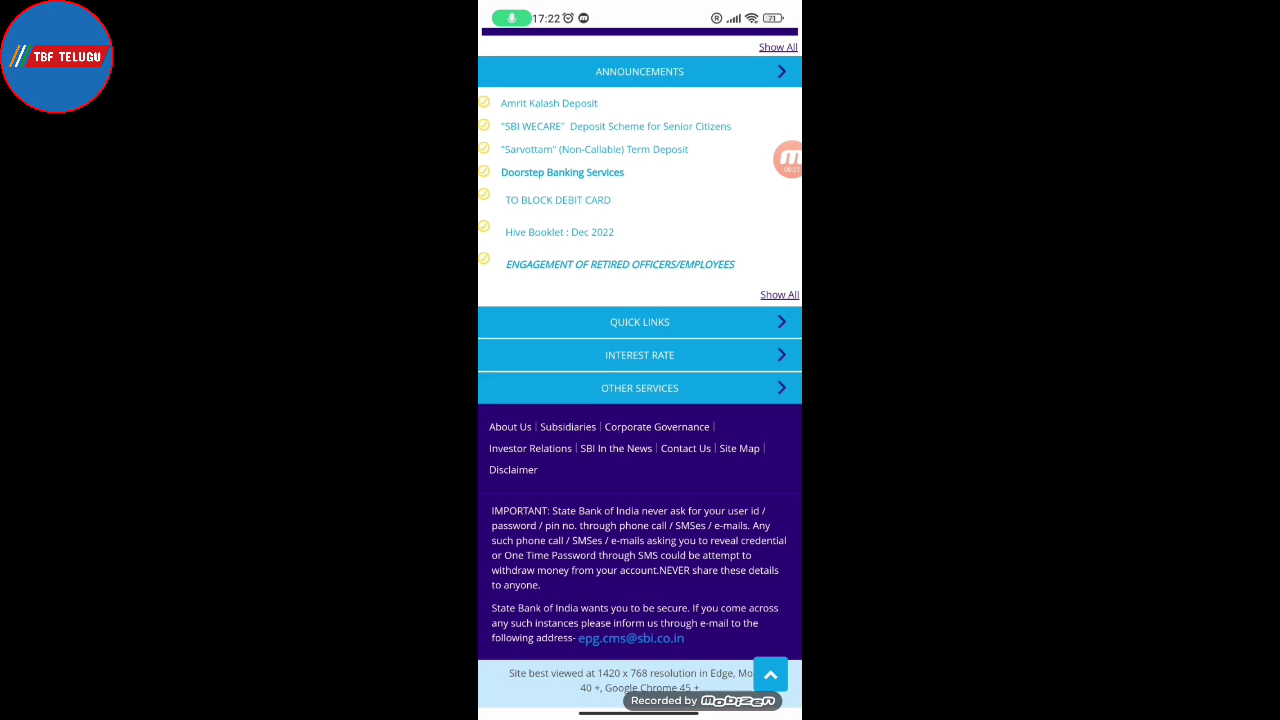 TBF TELUGU
17:22
R
71
Show All
ANNOUNCEMENTS
Amrit Kalash Deposit
"SBI WECARE" Deposit Scheme for Senior Citizens
"Sarvottam" (Non-Callable) Term Deposit
00:21
Doorstep Banking Services
TO BLOCK DEBIT CARD
Hive Booklet : Dec 2022
ENGAGEMENT OF RETIRED OFFICERS/EMPLOYEES
Show All
QUICK LINKS
INTEREST RATE
OTHER SERVICES
About Us | Subsidiaries | Corporate Governance |
Investor Relations | SBI In the News | Contact Us | Site Map |
Disclaimer
IMPORTANT: State Bank of India never ask for your user id /
password / pin no. through phone call / SMSes / e-mails. Any
such phone call / SMSes / e-mails asking you to reveal credential
or One Time Password through SMS could be attempt to
withdraw money from your account.NEVER share these details
to anyone.
State Bank of India wants you to be secure. If you come across
any such instances please inform us through e-mail to the
following address- epg.cms@sbi.co.in
Site best viewed at 1420 x 768 resolution in Edge,
40 +, Google Chrome 45 +
Recorded by mobizen